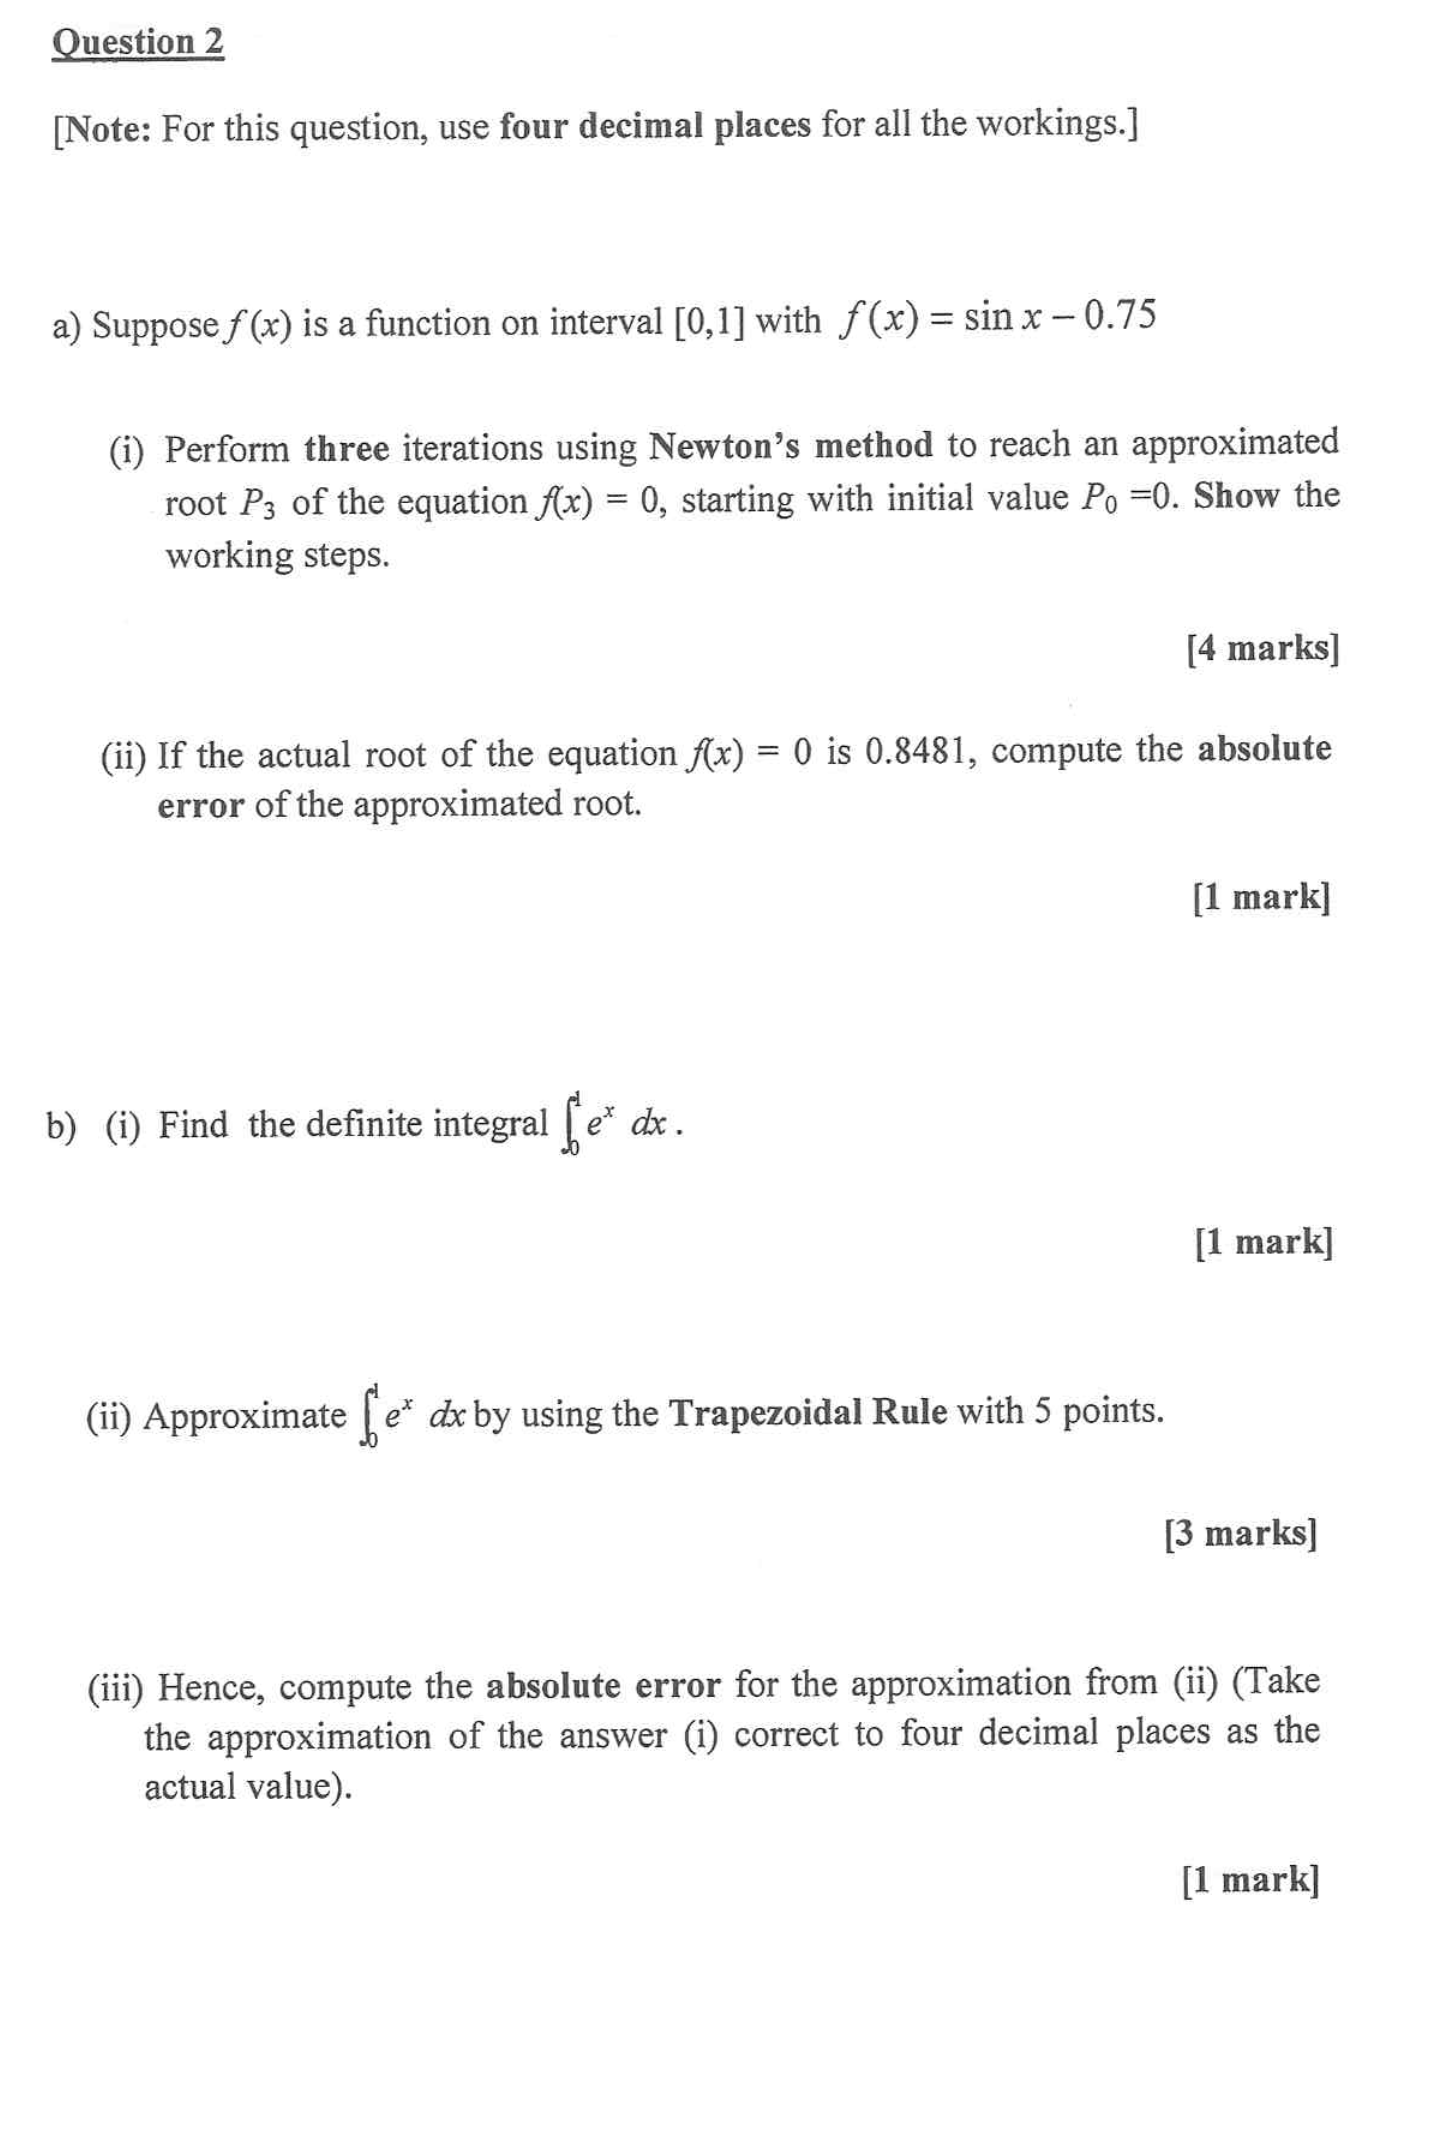 Question 2
[Note: For this question, use four decimal places for all the workings.]
a) Suppose f (x) is a function on interval [0,1] with f (x) = sin x – 0.75
(i) Perform three iterations using Newton's method to reach an approximated
root P₃ of the equation f(x) = 0, starting with initial value P₀ =0. Show the
working steps.
[4 marks]
(ii) If the actual root of the equation f(x) = 0 is 0.8481, compute the absolute
error of the approximated root.
[1 mark]
b) (i) Find the definite integral ∫₀¹ eˣ dx .
[1 mark]
(ii) Approximate ∫₀¹ eˣ dx by using the Trapezoidal Rule with 5 points.
[3 marks]
(iii) Hence, compute the absolute error for the approximation from (ii) (Take
the approximation of the answer (i) correct to four decimal places as the
actual value).
[1 mark]